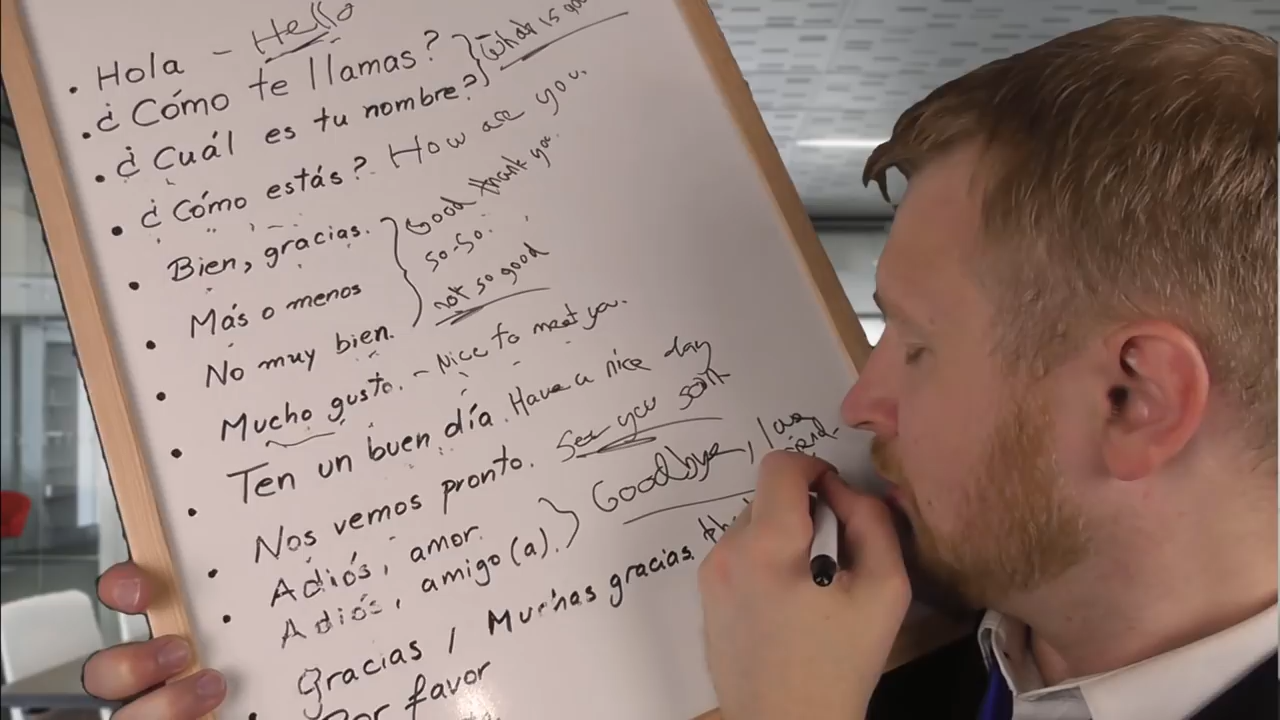 Hola - Hello
¿Cómo te llamas? } What is
¿Cuál es tu nombre?
¿Cómo estás? How are you.
Bien, gracias. } Good thank you.
Más o menos so-so.
No muy bien. not so good
Mucho gusto. - Nice to meet you.
Ten un buen día. Have a nice day
Nos vemos pronto. See you soon
Adiós, amor. } Goodbye,
Adiós, amigo(a).
Gracias / Muchas gracias.
Por favor